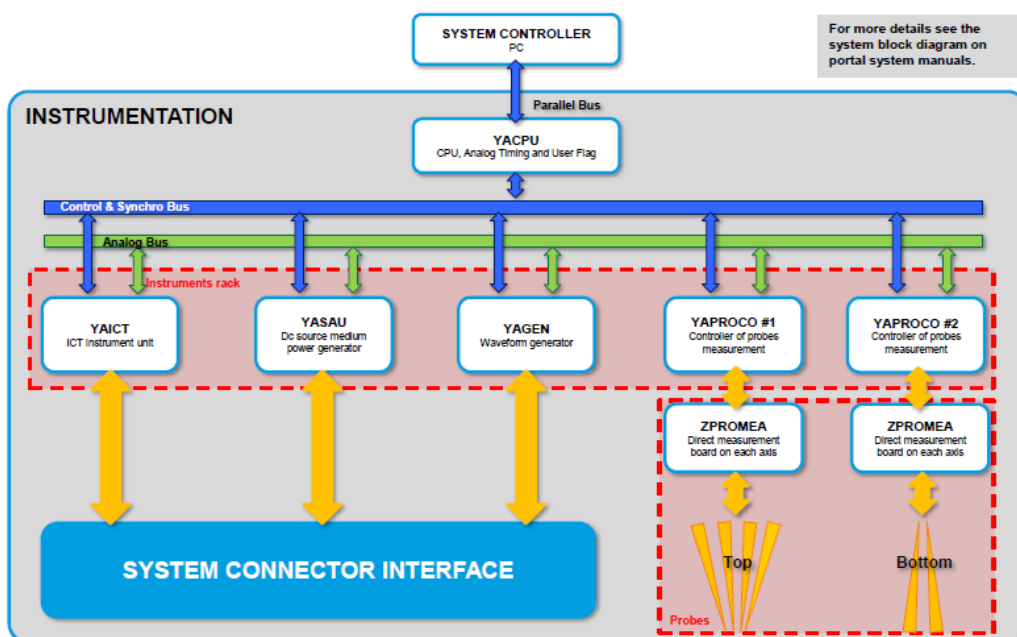 SYSTEM CONTROLLER
PC
For more details see the
system block diagram on
portal system manuals.
INSTRUMENTATION
Parallel Bus
YACPU
CPU, Analog Timing and User Flag
Control & Synchro Bus
Analog Bus
Instruments rack
YAICT
ICT Instrument unit
YASAU
Dc source medium
power generator
YAGEN
Waveform generator
YAPROCO #1
Controller of probes
measurement
YAPROCO #2
Controller of probes
measurement
ZPROMEA
Direct measurement
board on each axis
ZPROMEA
Direct measurement
board on each axis
SYSTEM CONNECTOR INTERFACE
Top
Bottom
Probes